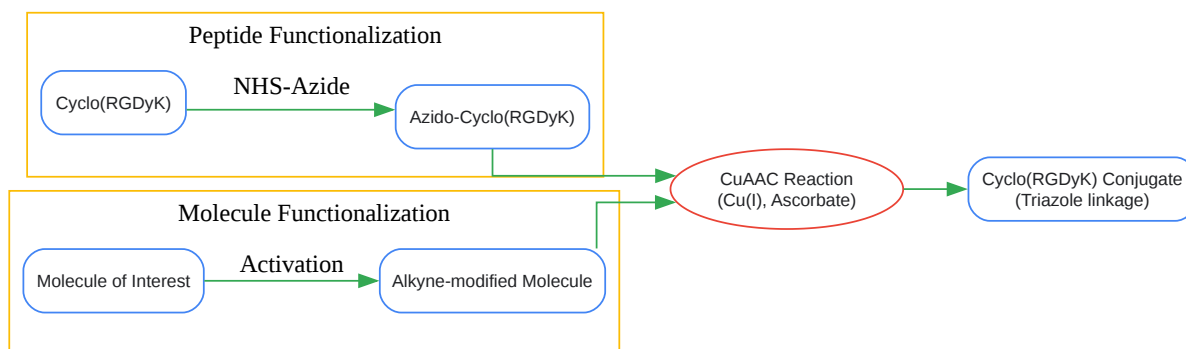 Peptide Functionalization
NHS-Azide
Cyclo(RGDyK)
Azido-Cyclo(RGDyK)
CuAAC Reaction
(Cu(I), Ascorbate)
Cyclo(RGDyK) Conjugate
(Triazole linkage)
Molecule Functionalization
Activation
Molecule of Interest
Alkyne-modified Molecule